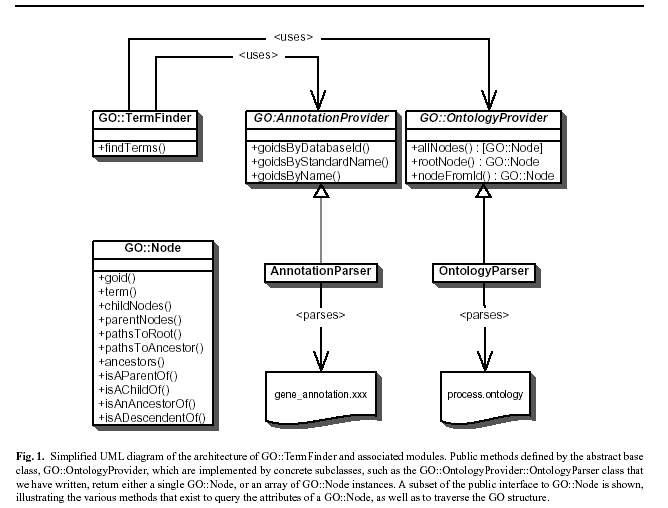 <uses>
<uses>
GO::TermFinder
+findTerms()
GO:AnnotationProvider
+goidsByDatabaseId()
+goidsByStandardName()
+goidsByName()
GO::OntologyProvider
+allNodes() : [GO::Node]
+rootNode() : GO::Node
+nodeFromId() : GO::Node
GO::Node
+goid()
+term()
+childNodes()
+parentNodes()
+pathsToRoot()
+pathsToAncestor()
+ancestors()
+isAParentOf()
+isAChildOf()
+isAnAncestorOf()
+isADescendentOf()
AnnotationParser
OntologyParser
<parses>
<parses>
gene_annotation.xxx
process.ontology
Fig. 1. Simplified UML diagram of the architecture of GO::TermFinder and associated modules. Public methods defined by the abstract base
class, GO::OntologyProvider, which are implemented by concrete subclasses, such as the GO::OntologyProvider::OntologyParser class that
we have written, return either a single GO::Node, or an array of GO::Node instances. A subset of the public interface to GO::Node is shown,
illustrating the various methods that exist to query the attributes of a GO::Node, as well as to traverse the GO structure.